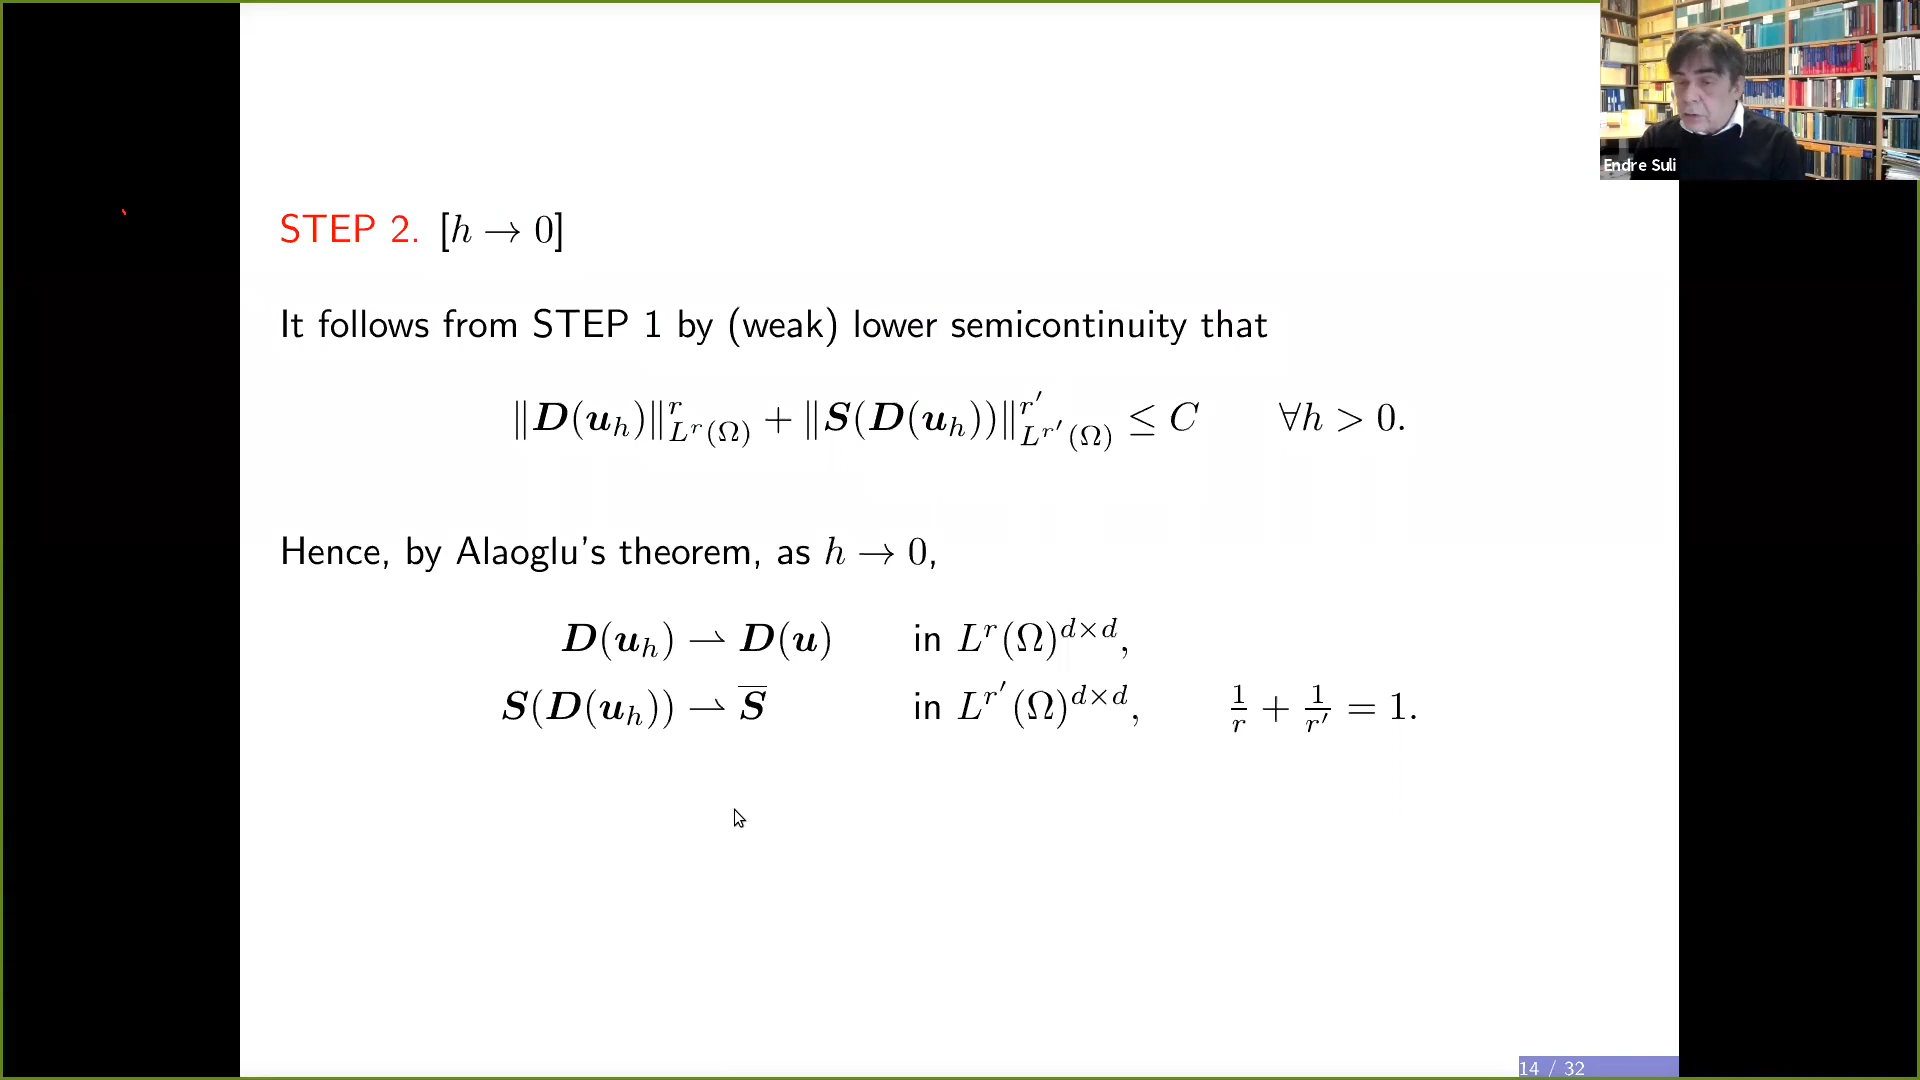 Endre Suli
STEP 2. [h → 0]
It follows from STEP 1 by (weak) lower semicontinuity that
‖D(u_h)‖^r_{L^r(Ω)} + ‖S(D(u_h))‖^{r′}_{L^{r′}(Ω)} ≤ C ∀h > 0.
Hence, by Alaoglu's theorem, as h → 0,
D(u_h) ⇀ D(u) in L^r(Ω)^{d×d},
S(D(u_h)) ⇀ S̅ in L^{r′}(Ω)^{d×d}, 1/r + 1/r′ = 1.
14 / 32